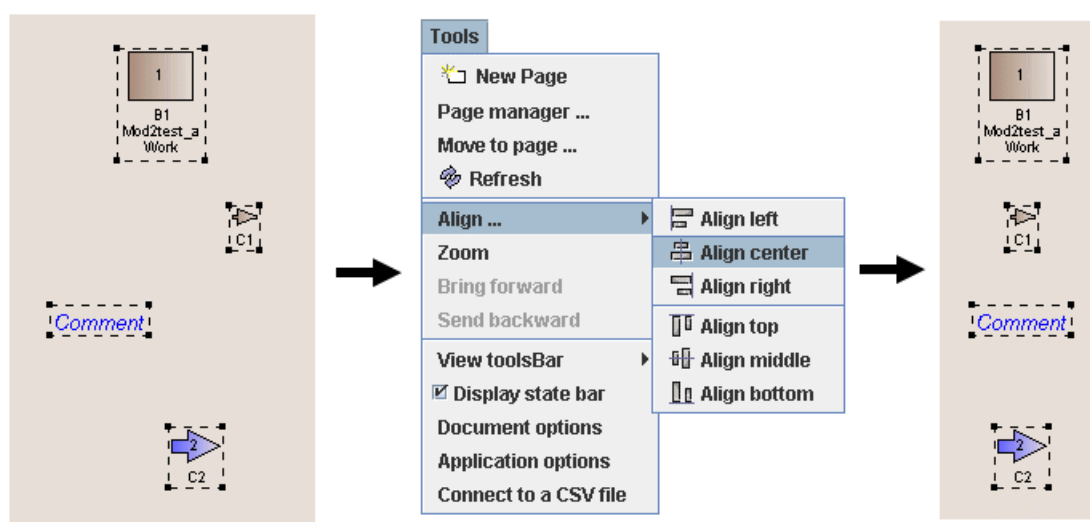 1
B1
Mod2test_a
Work
C1
Comment
2
C2
Tools
New Page
Page manager ...
Move to page ...
Refresh
Align ...
Zoom
Bring forward
Send backward
View toolsBar
Display state bar
Document options
Application options
Connect to a CSV file
Align left
Align center
Align right
Align top
Align middle
Align bottom
1
B1
Mod2test_a
Work
C1
Comment
2
C2